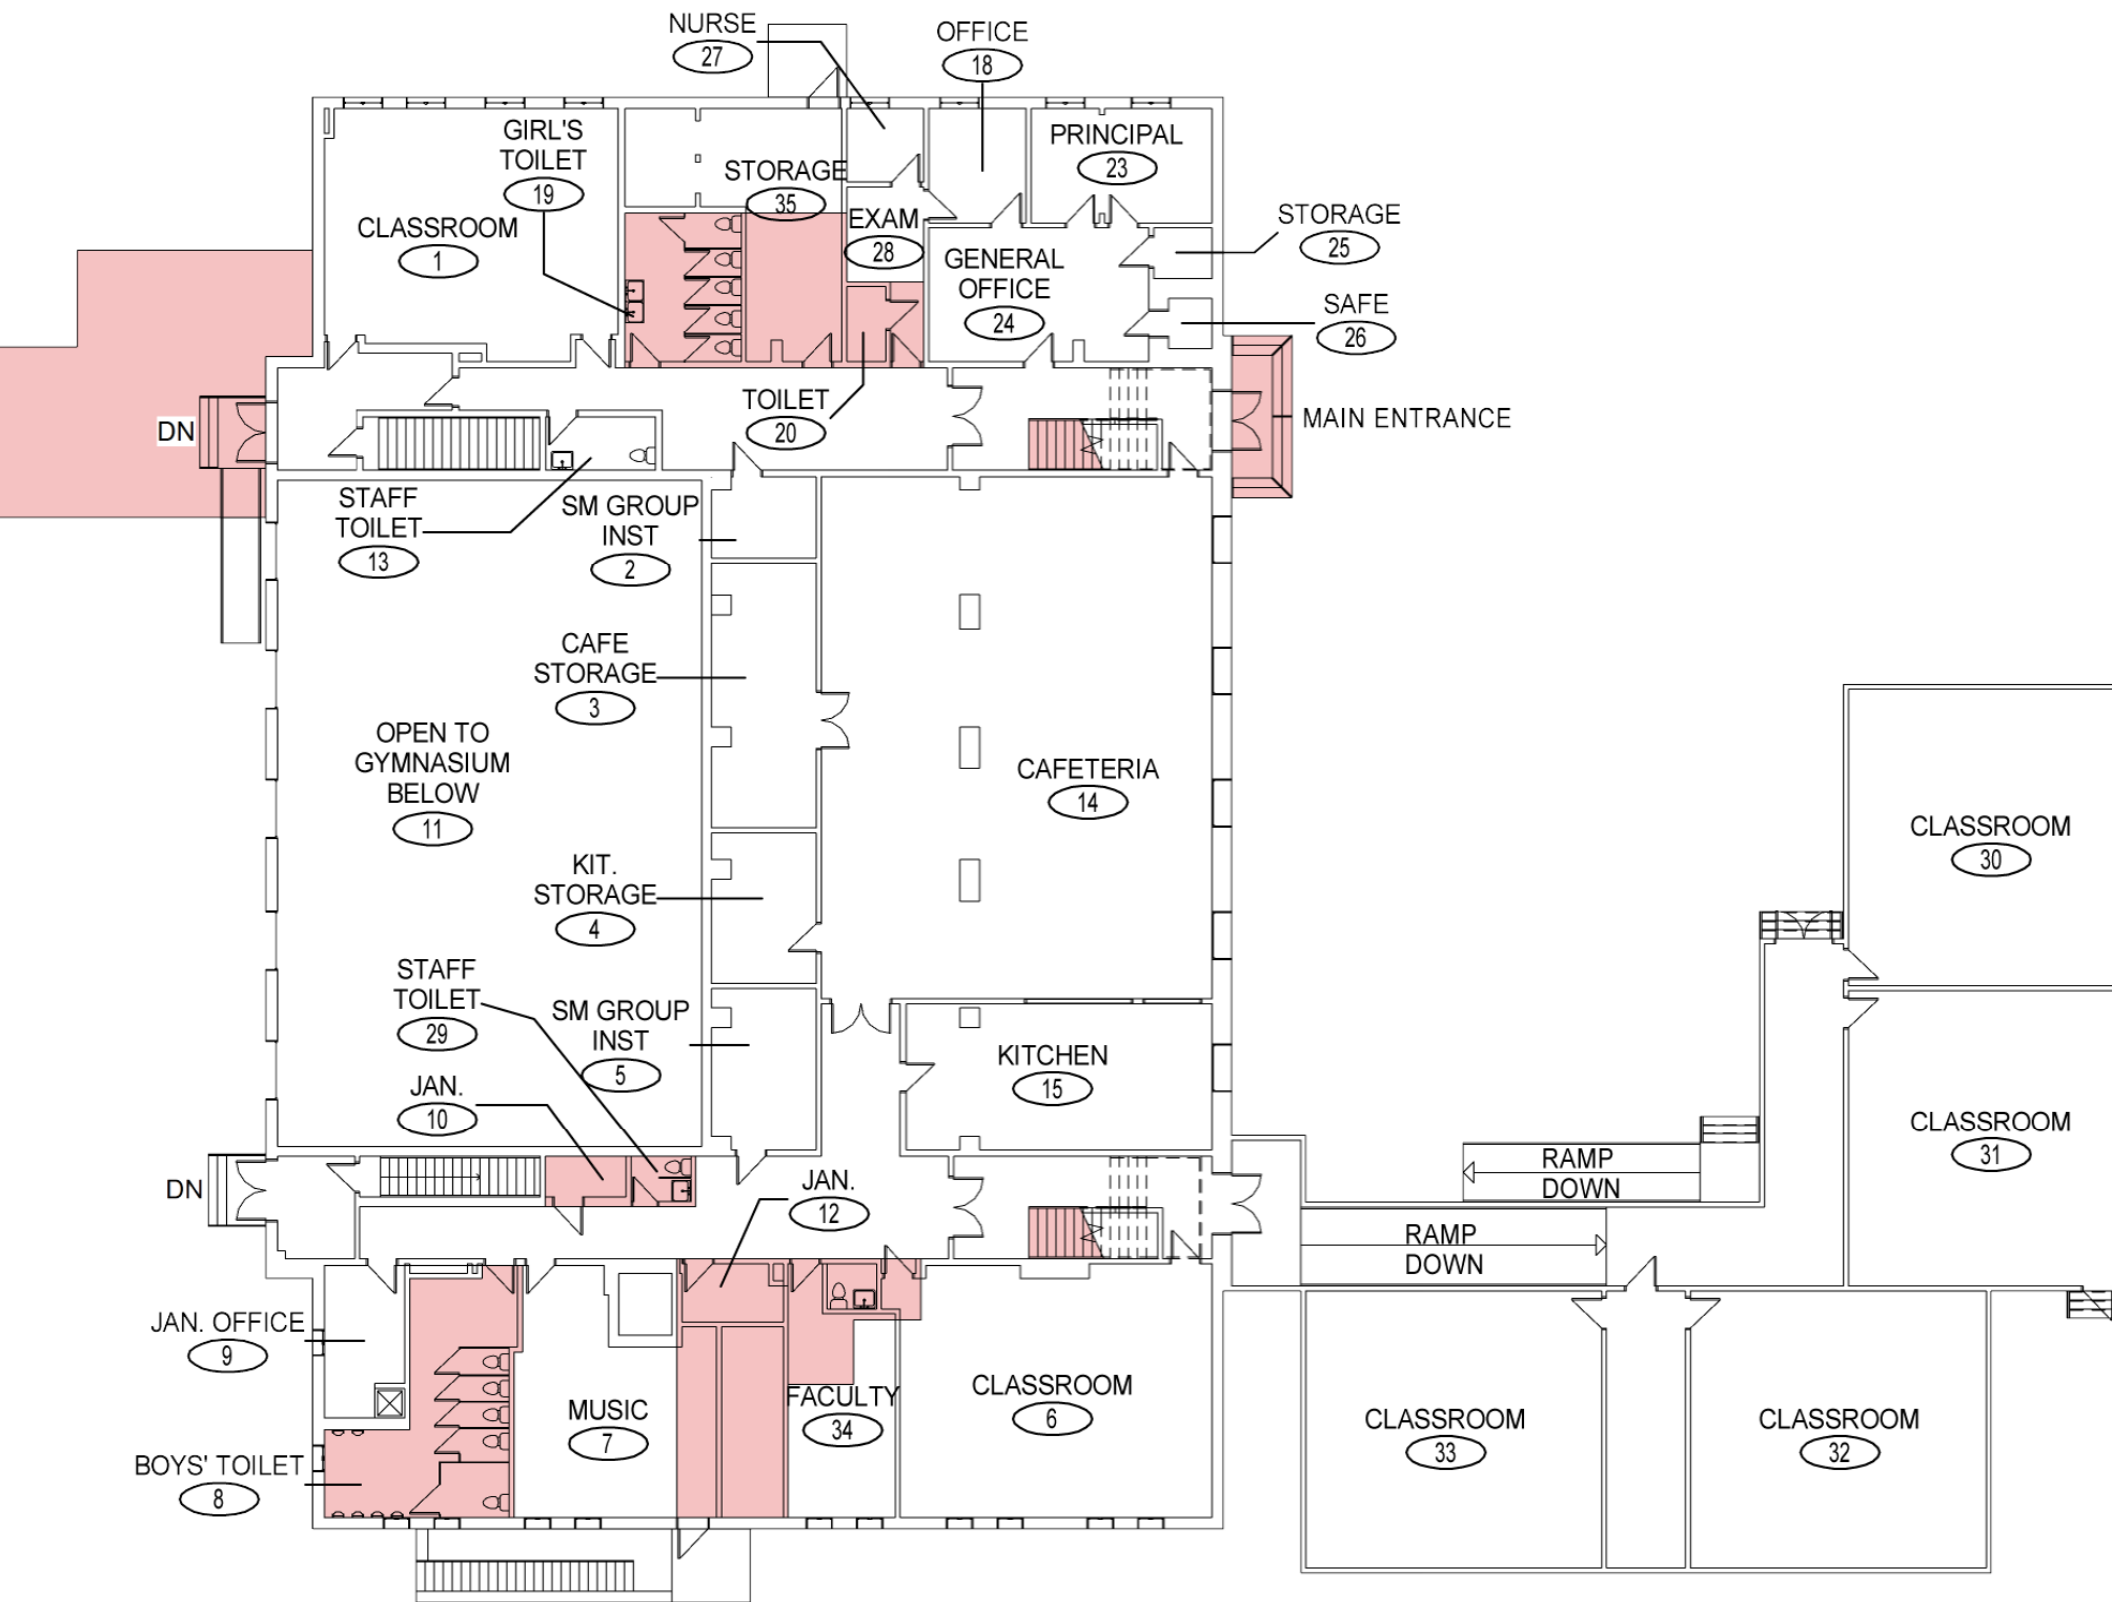 NURSE
27
OFFICE
18
GIRL'S
TOILET
19
PRINCIPAL
23
STORAGE
35
CLASSROOM
1
EXAM
28
STORAGE
25
GENERAL
OFFICE
24
SAFE
26
TOILET
20
MAIN ENTRANCE
DN
STAFF
TOILET
13
SM GROUP
INST
2
CAFE
STORAGE
3
OPEN TO
GYMNASIUM
BELOW
11
CAFETERIA
14
CLASSROOM
30
KIT.
STORAGE
4
STAFF
TOILET
29
SM GROUP
INST
5
KITCHEN
15
JAN.
10
CLASSROOM
31
RAMP
DOWN
DN
JAN.
12
RAMP
DOWN
JAN. OFFICE
9
MUSIC
7
FACULTY
34
CLASSROOM
6
CLASSROOM
33
CLASSROOM
32
BOYS' TOILET
8